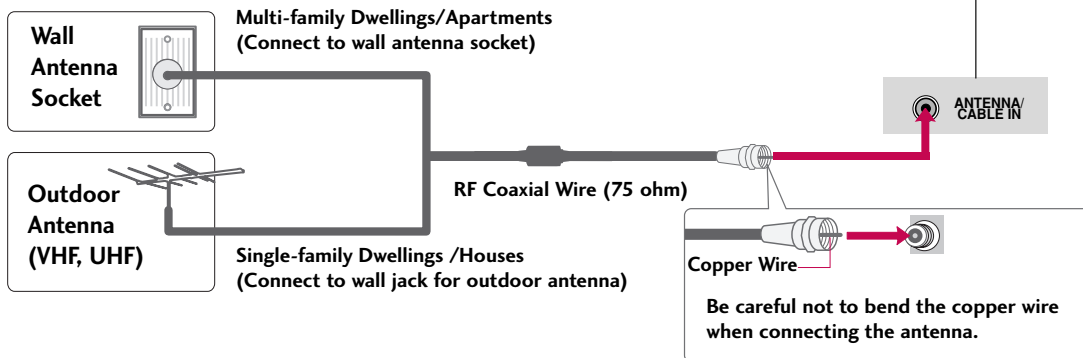 Wall
Antenna
Socket
Multi-family Dwellings/Apartments
(Connect to wall antenna socket)
ANTENNA/
CABLE IN
Outdoor
Antenna
(VHF, UHF)
RF Coaxial Wire (75 ohm)
Single-family Dwellings /Houses
(Connect to wall jack for outdoor antenna)
Copper Wire
Be careful not to bend the copper wire
when connecting the antenna.